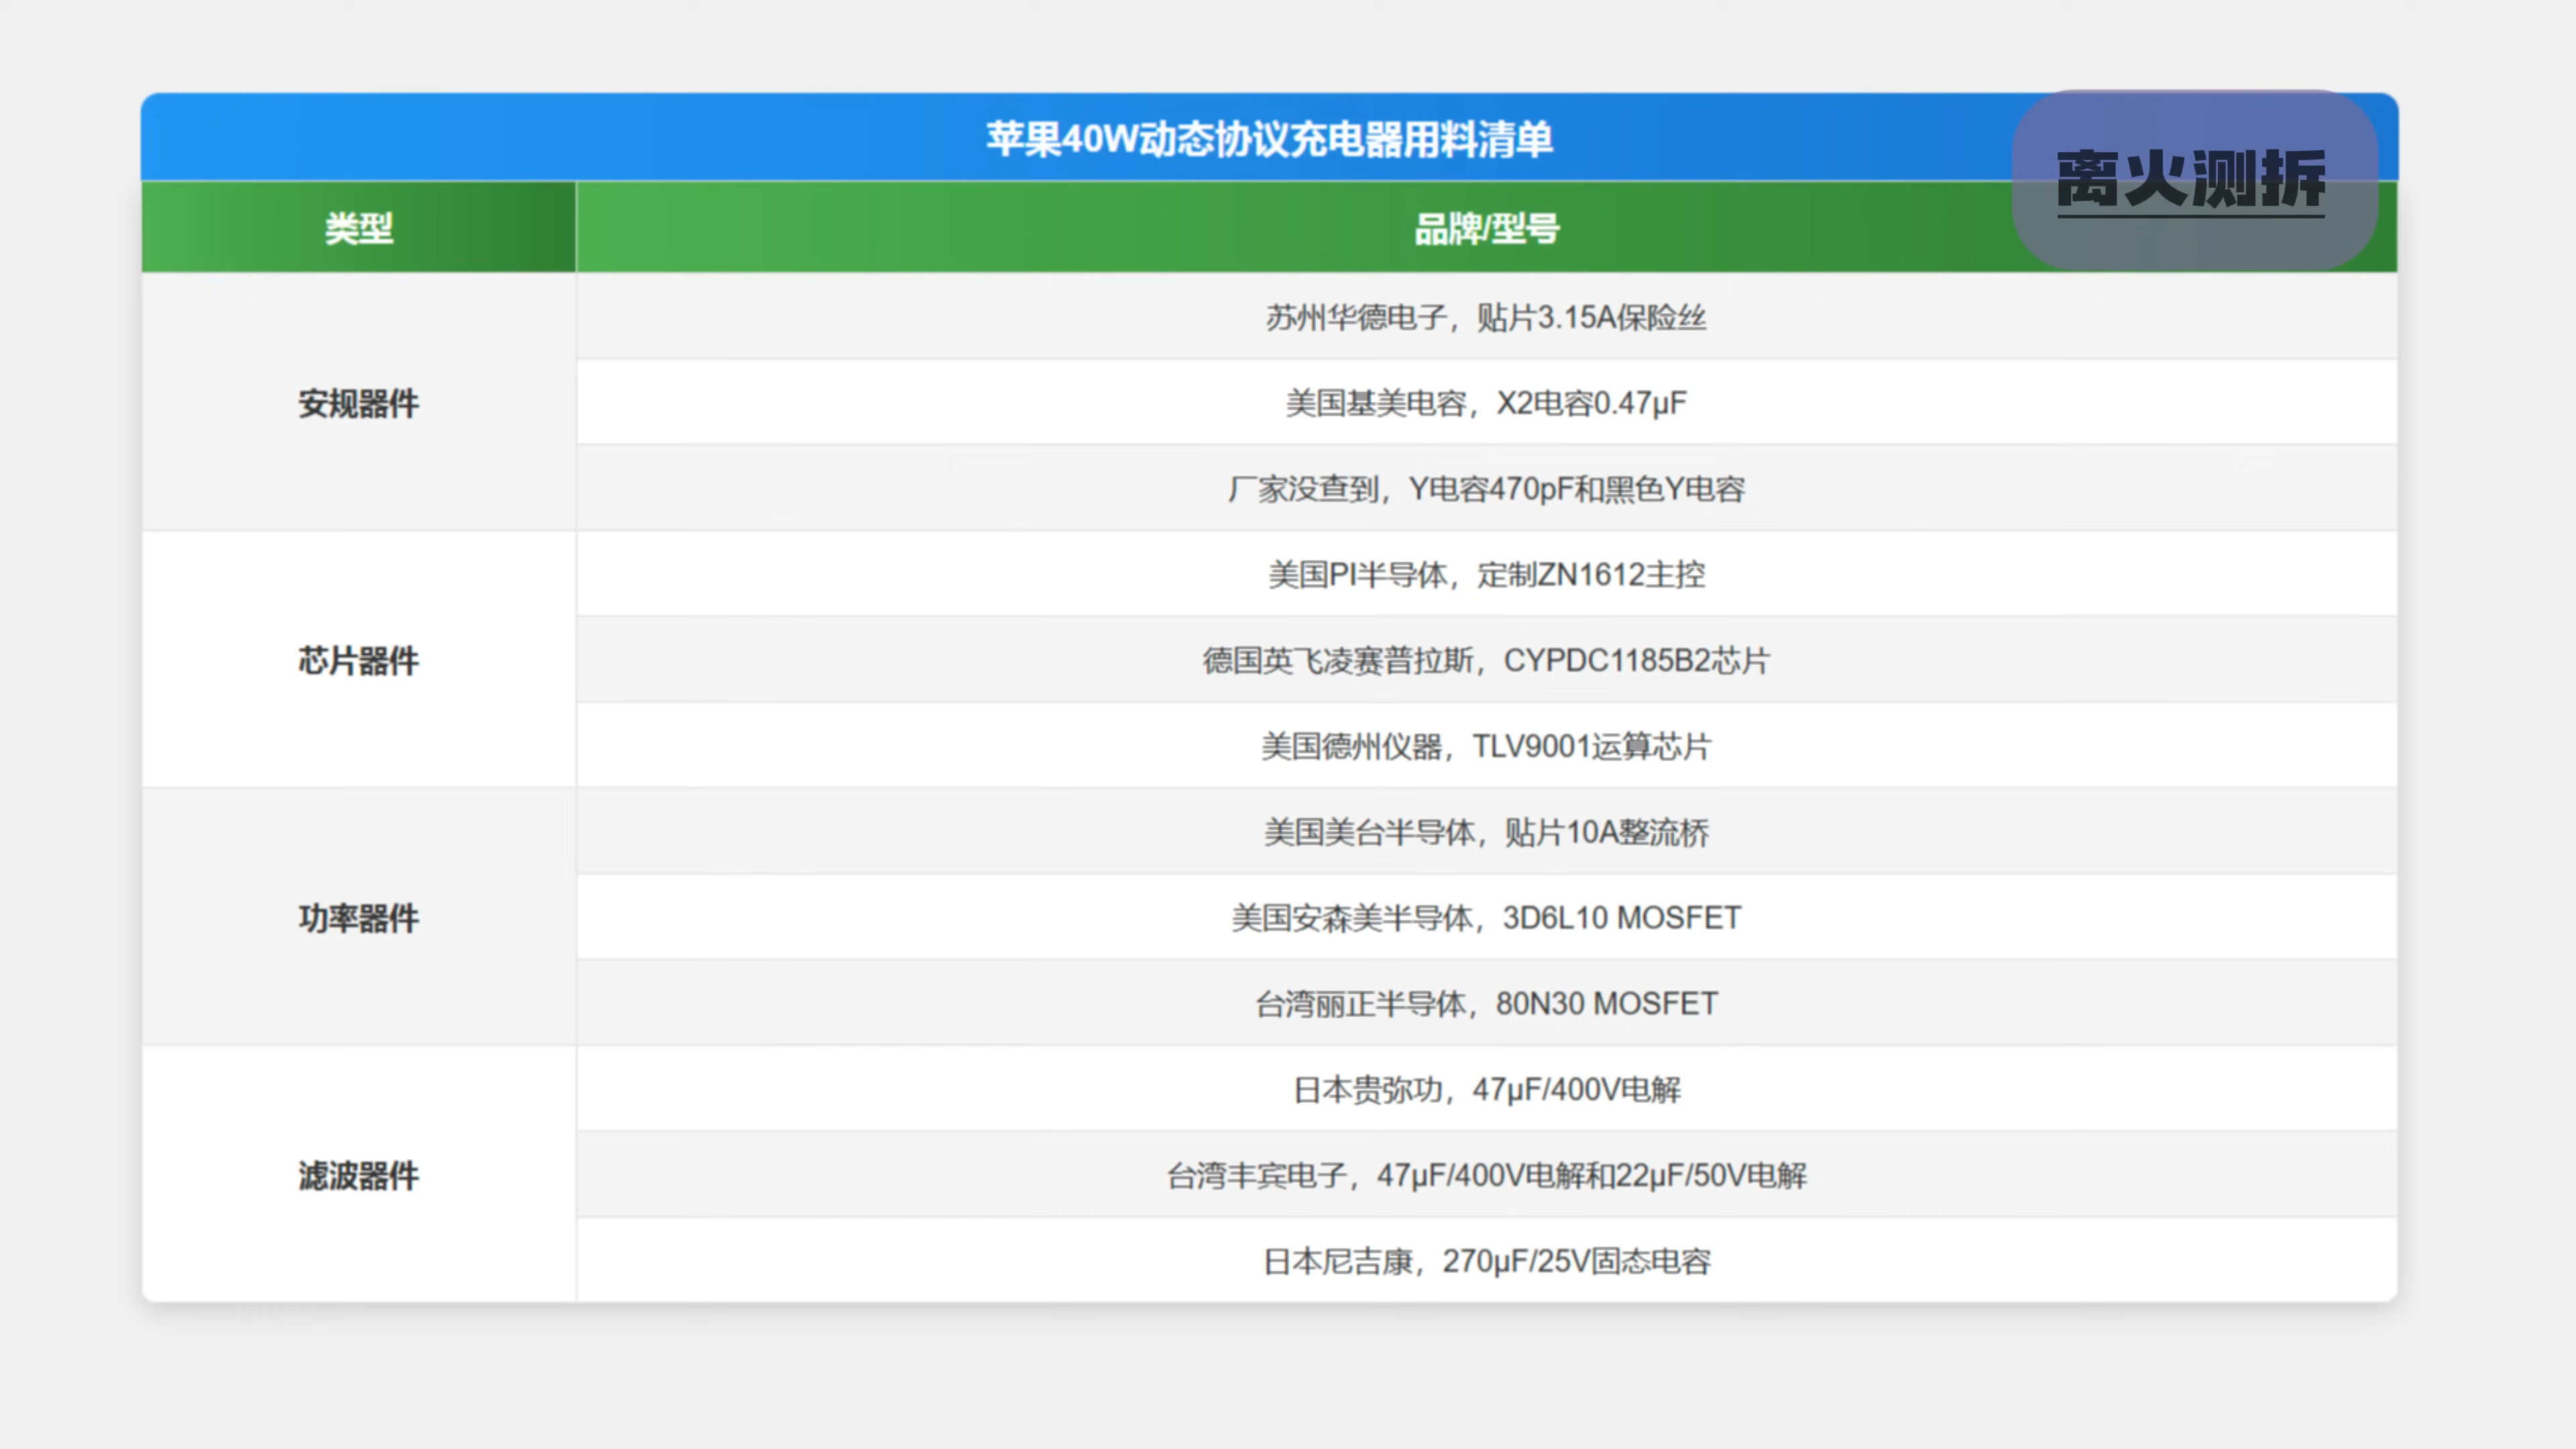 苹果40W动态协议充电器用料清单
离火测拆
类型
品牌/型号
安规器件
苏州华德电子，贴片3.15A保险丝
美国基美电容，X2电容0.47μF
厂家没查到，Y电容470pF和黑色Y电容
芯片器件
美国PI半导体，定制ZN1612主控
德国英飞凌赛普拉斯，CYPDC1185B2芯片
美国德州仪器，TLV9001运算芯片
功率器件
美国美台半导体，贴片10A整流桥
美国安森美半导体，3D6L10 MOSFET
台湾丽正半导体，80N30 MOSFET
滤波器件
日本贵弥功，47μF/400V电解
台湾丰宾电子，47μF/400V电解和22μF/50V电解
日本尼吉康，270μF/25V固态电容